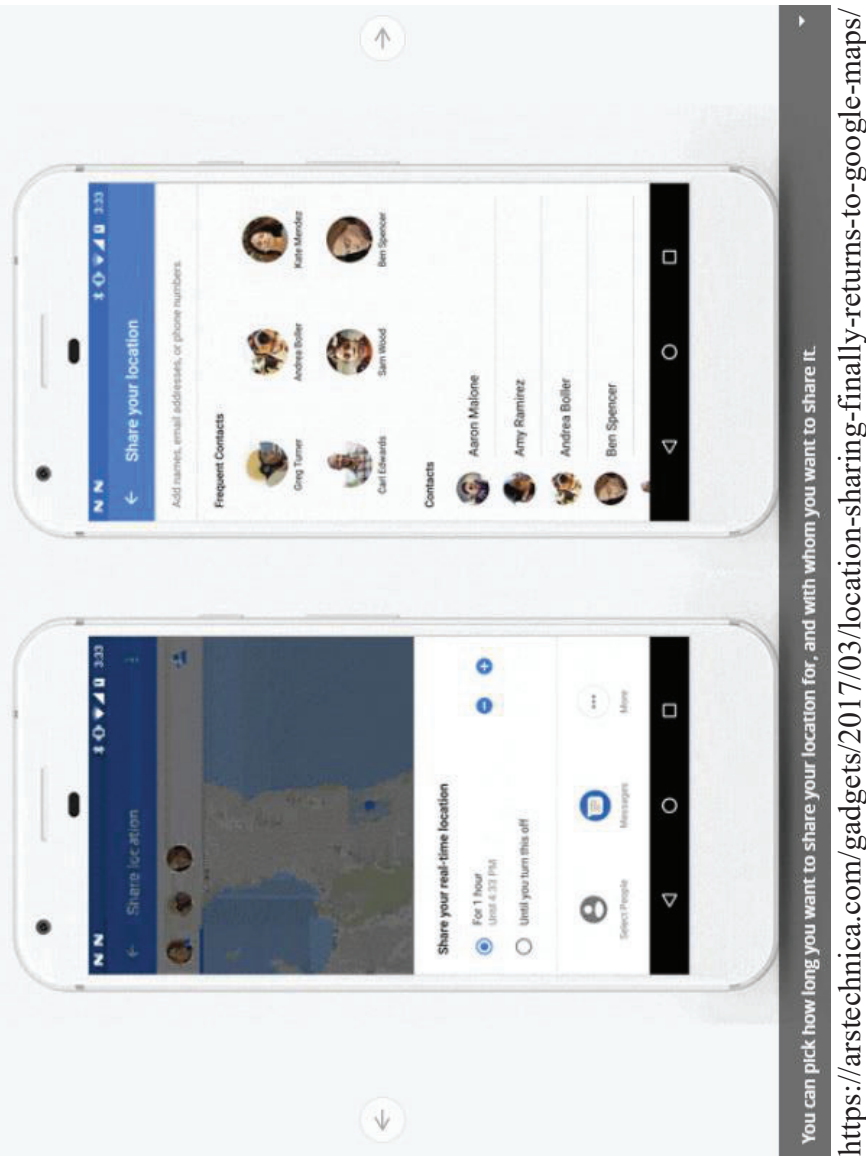 N N 3:33
← Share location
Share your real-time location
For 1 hour
Until 4:33 PM
Until you turn this off
Select People Messages More
N N 3:33
← Share your location
Add names, email addresses, or phone numbers
Frequent Contacts
Greg Turner Andrea Boller Kate Mendez
Carl Edwards Sam Wood Ben Spencer
Contacts
Aaron Malone
Amy Ramirez
Andrea Boller
Ben Spencer
You can pick how long you want to share your location for, and with whom you want to share it.
https://arstechnica.com/gadgets/2017/03/location-sharing-finally-returns-to-google-maps/